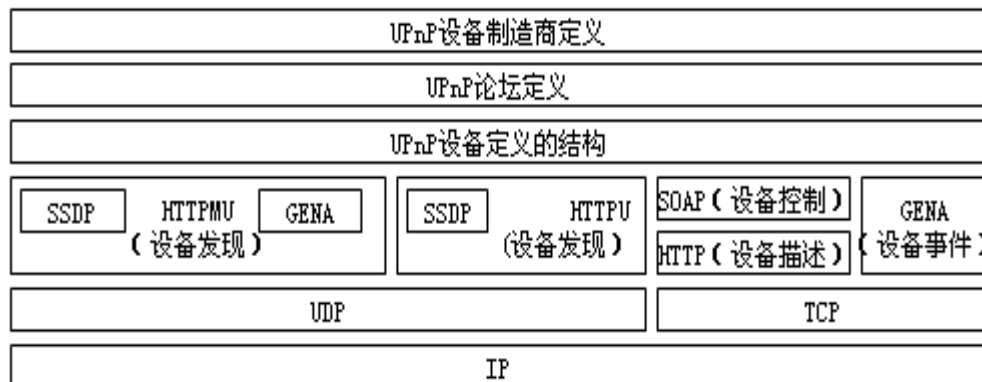 UPnP设备制造商定义
UPnP论坛定义
UPnP设备定义的结构
SSDP HTTPMU GENA
(设备发现)
SSDP HTTPU
(设备发现)
SOAP(设备控制)
HTTP(设备描述)
GENA
(设备事件)
UDP TCP
IP